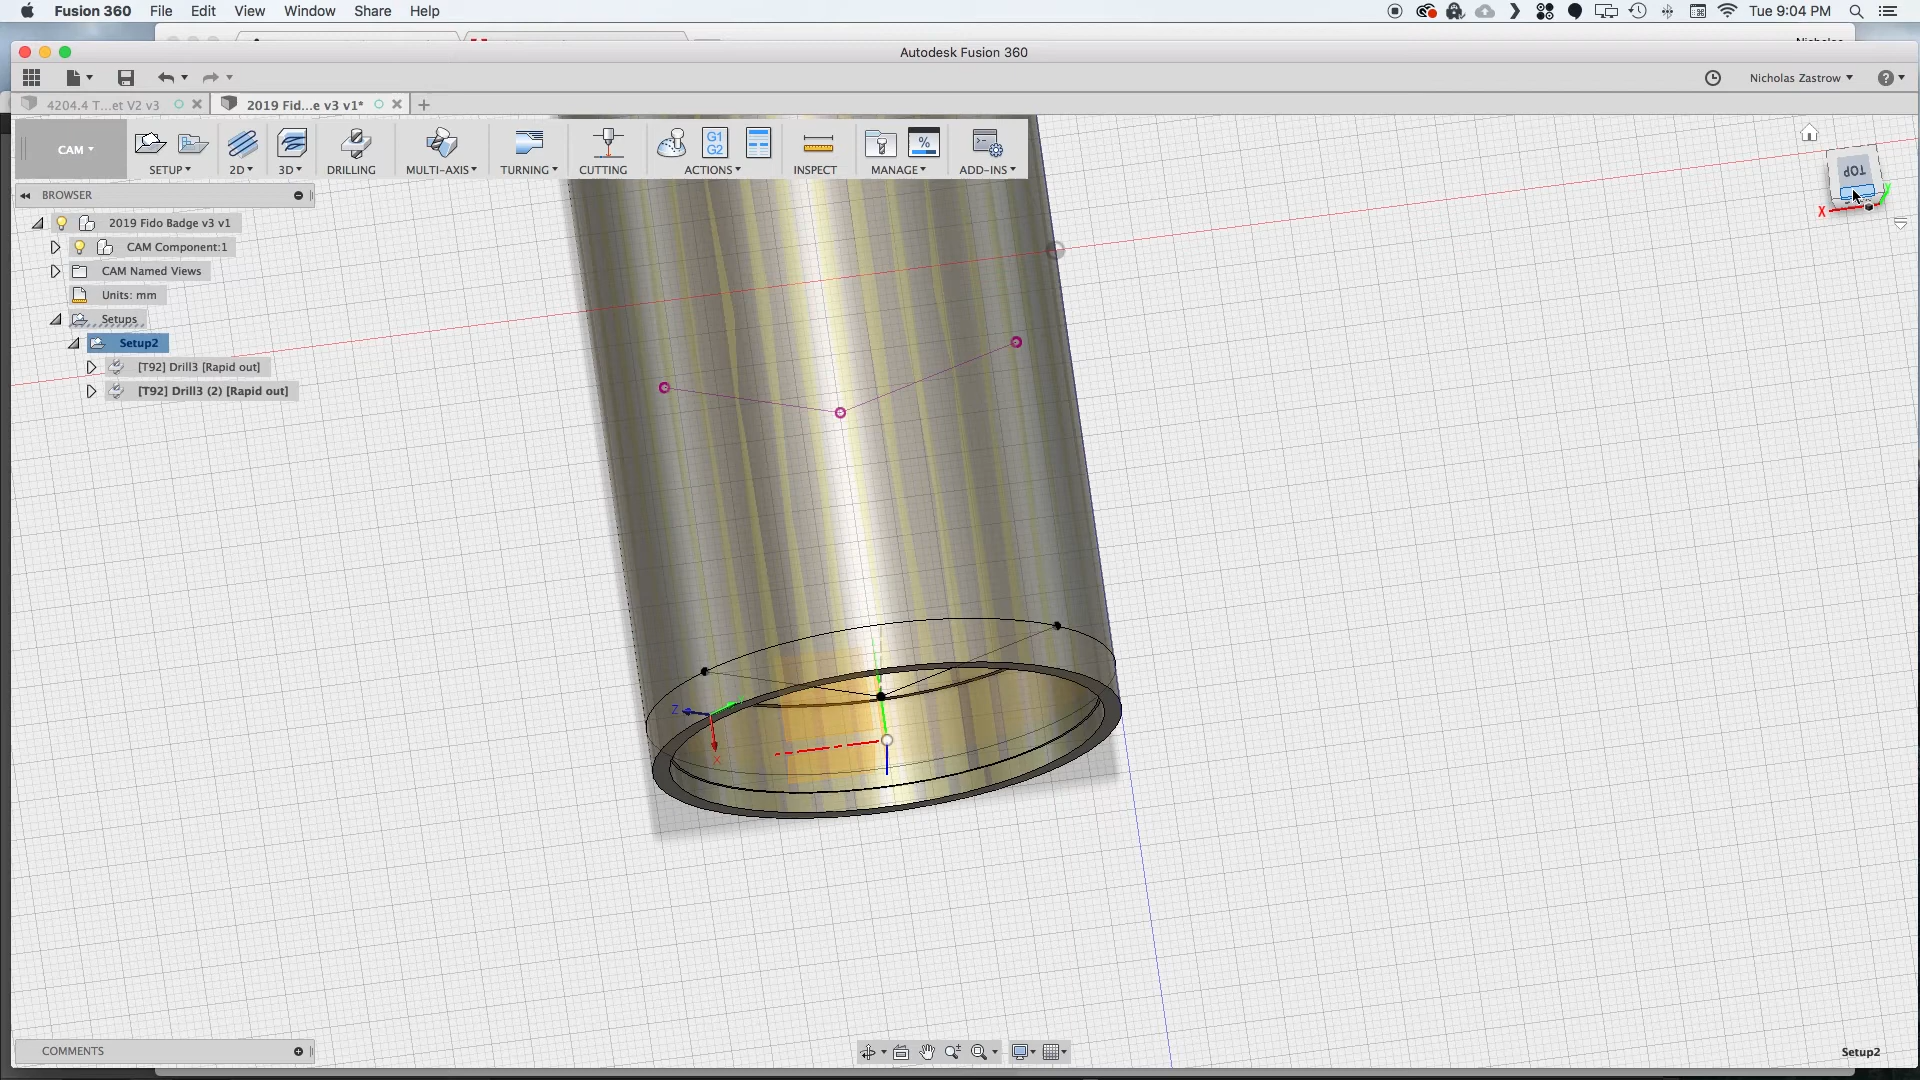 Fusion 360 File Edit View Window Share Help Tue 9:04 PM
Autodesk Fusion 360
Nicholas Zastrow
4204.4 T...et V2 v3 2019 Fid...e v3 v1*
CAM
SETUP 2D 3D DRILLING MULTI-AXIS TURNING CUTTING G1 G2 ACTIONS INSPECT % MANAGE ADD-INS
BROWSER
2019 Fido Badge v3 v1
CAM Component:1
CAM Named Views
Units: mm
Setups
Setup2
[T92] Drill3 [Rapid out]
[T92] Drill3 (2) [Rapid out]
TOP
X
Y
Z
X
COMMENTS
Setup2